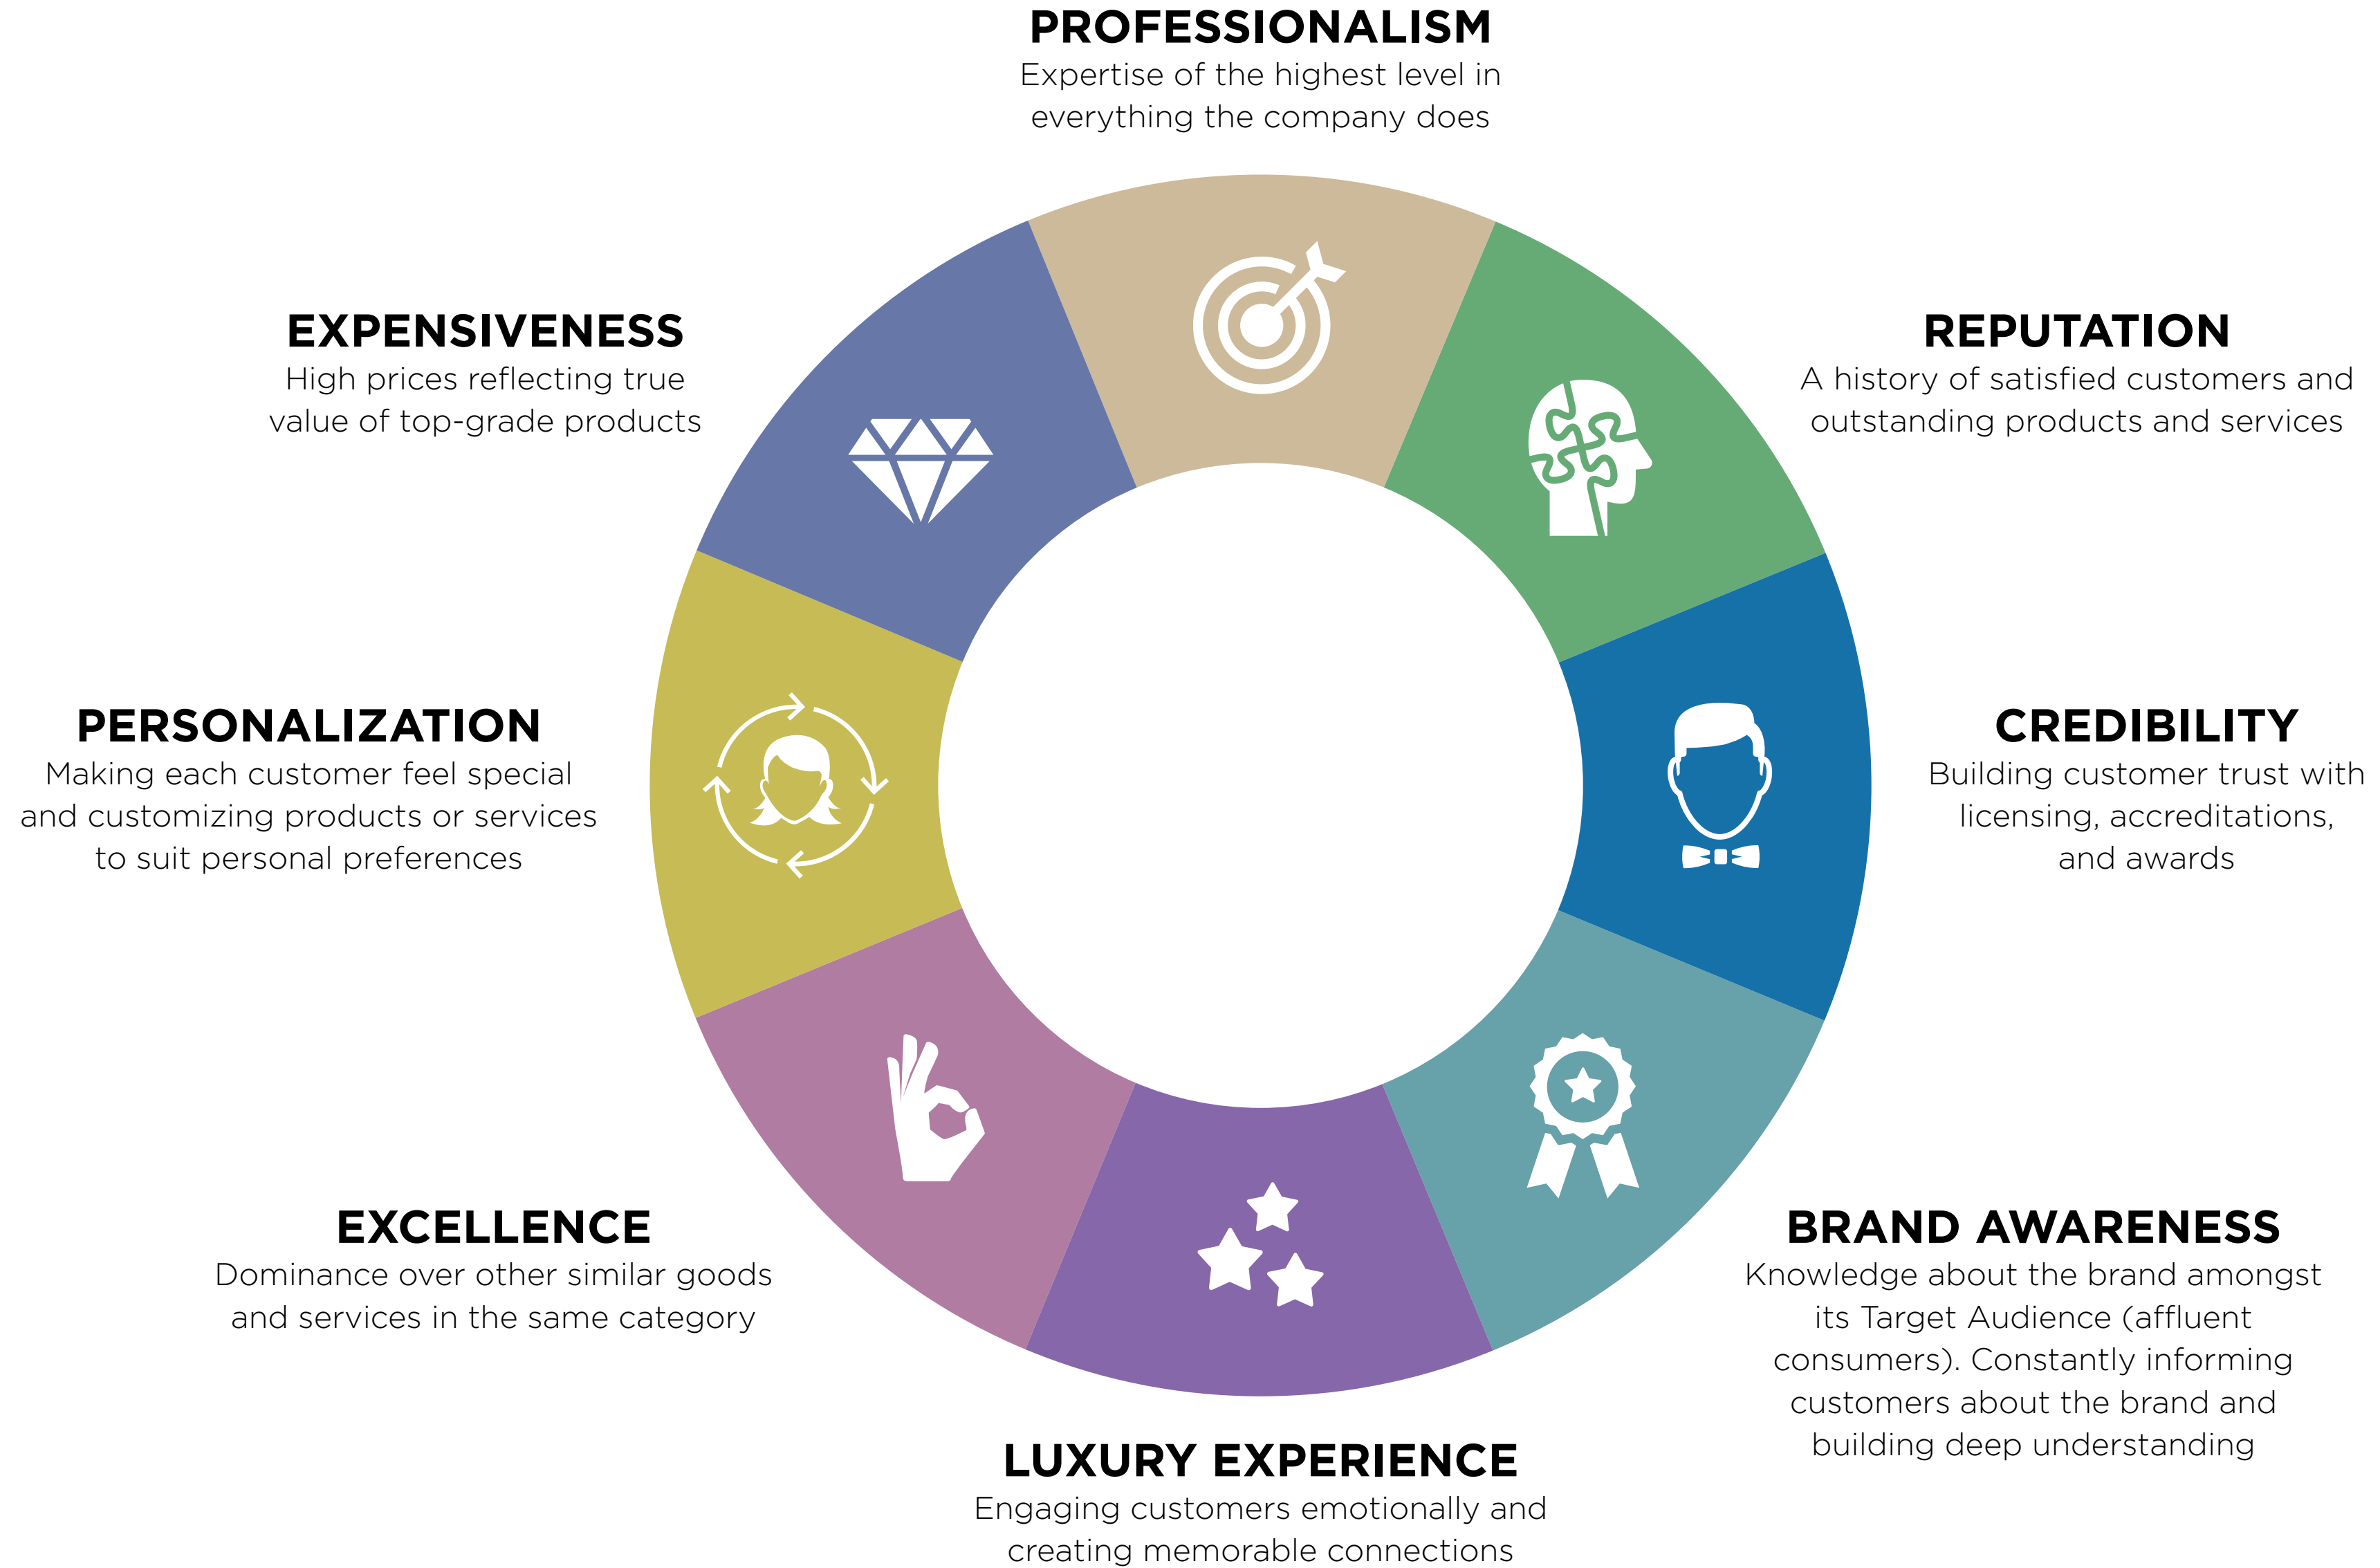 PROFESSIONALISM
Expertise of the highest level in
everything the company does
REPUTATION
A history of satisfied customers and
outstanding products and services
CREDIBILITY
Building customer trust with
licensing, accreditations,
and awards
BRAND AWARENESS
Knowledge about the brand amongst
its Target Audience (affluent
consumers). Constantly informing
customers about the brand and
building deep understanding
LUXURY EXPERIENCE
Engaging customers emotionally and
creating memorable connections
EXCELLENCE
Dominance over other similar goods
and services in the same category
PERSONALIZATION
Making each customer feel special
and customizing products or services
to suit personal preferences
EXPENSIVENESS
High prices reflecting true
value of top-grade products